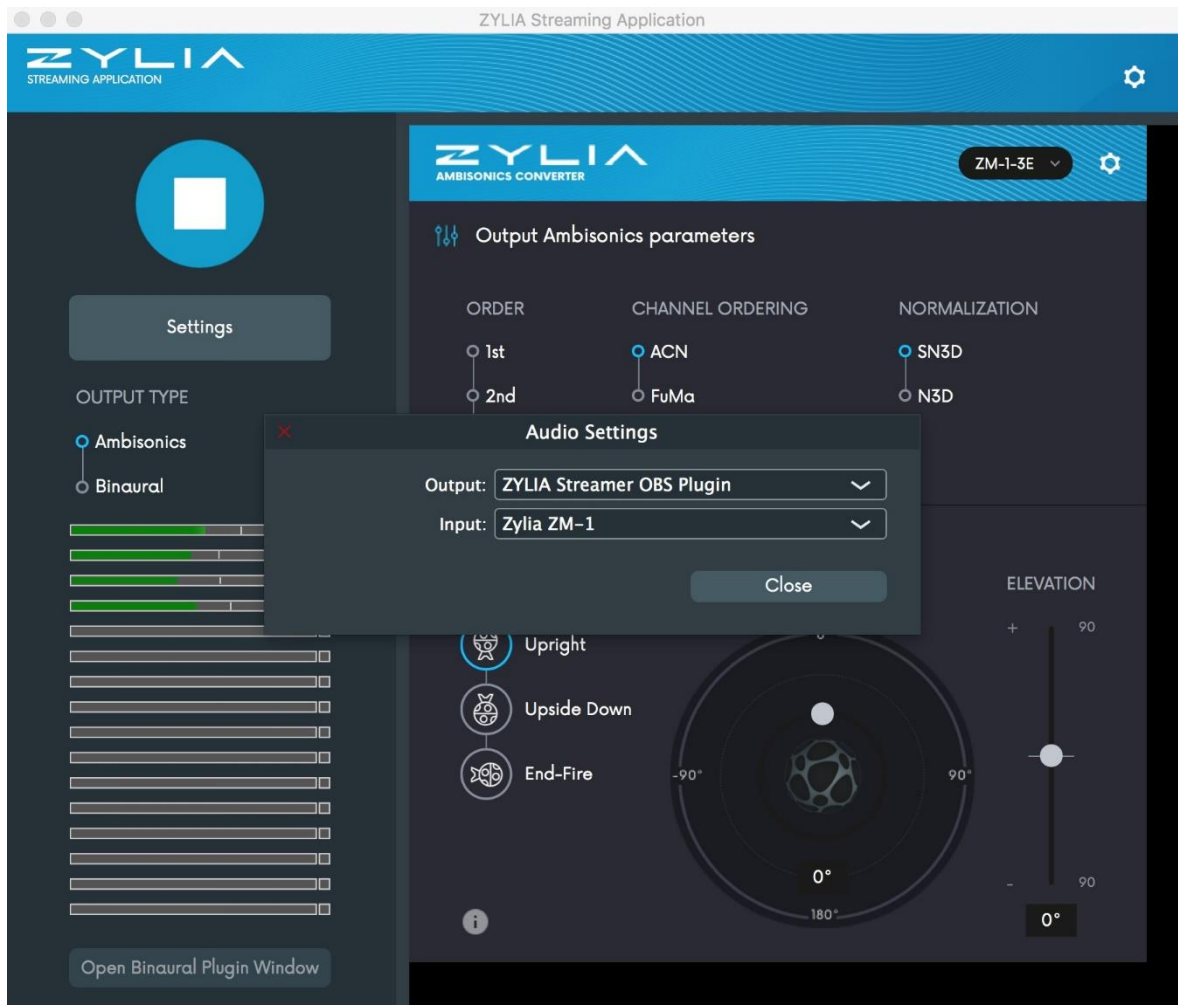 ZYLIA Streaming Application
ZYLIA
STREAMING APPLICATION
Settings
OUTPUT TYPE
Ambisonics
Binaural
Open Binaural Plugin Window
ZYLIA
AMBISONICS CONVERTER
ZM-1-3E
Output Ambisonics parameters
ORDER
1st
2nd
CHANNEL ORDERING
ACN
FuMa
NORMALIZATION
SN3D
N3D
Audio Settings
Output: ZYLIA Streamer OBS Plugin
Input: Zylia ZM-1
Close
Upright
Upside Down
End-Fire
-90°
90°
0°
180°
ELEVATION
+ 90
- 90
0°